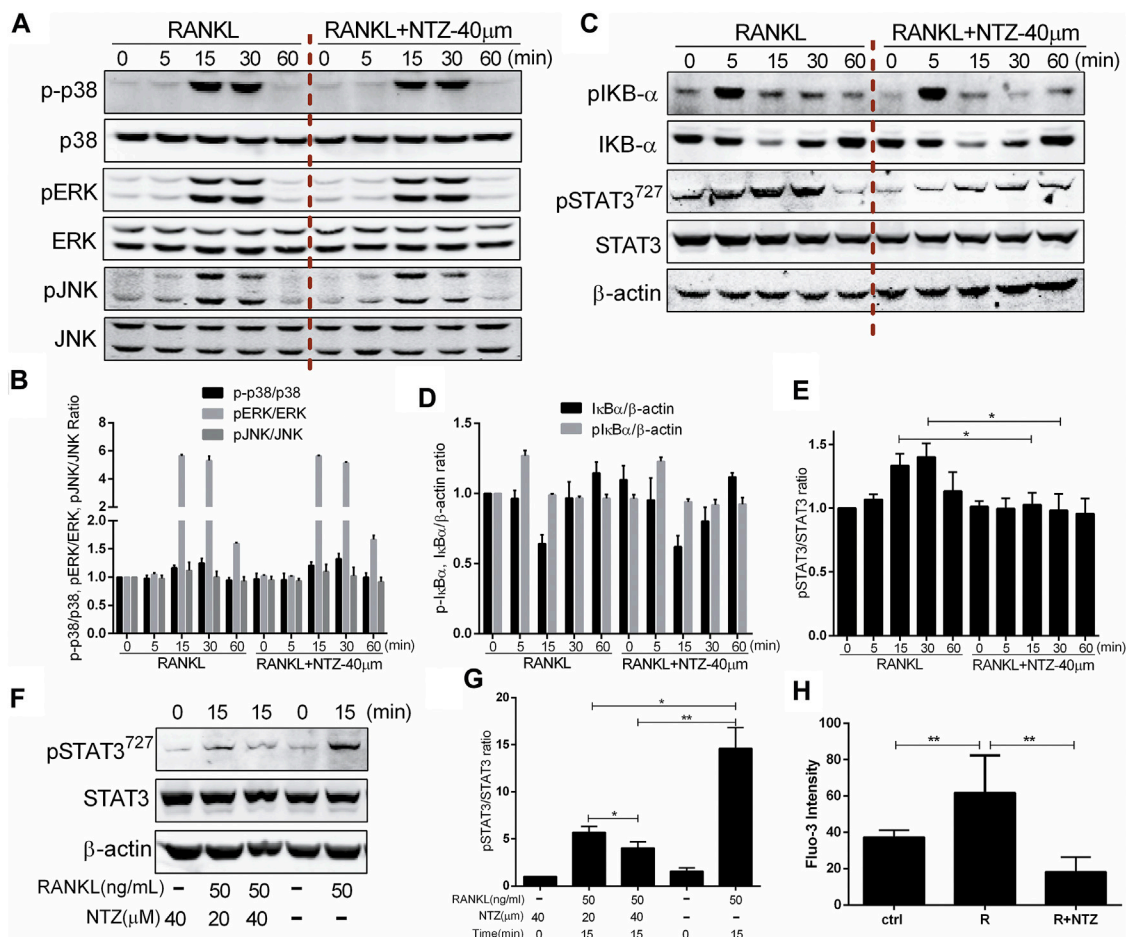 A
RANKL RANKL+NTZ-40μm
0 5 15 30 60 0 5 15 30 60 (min)
p-p38
p38
pERK
ERK
pJNK
JNK
C
RANKL RANKL+NTZ-40μm
0 5 15 30 60 0 5 15 30 60 (min)
pIKB-α
IKB-α
pSTAT3⁷²⁷
STAT3
β-actin
B
p-p38/p38
pERK/ERK
pJNK/JNK
p-p38/p38, pERK/ERK, pJNK/JNK Ratio
8
6
4
2
2.0
1.5
1.0
0.5
0.0
0 5 15 30 60 0 5 15 30 60 (min)
RANKL RANKL+NTZ-40μm
D
IκBα/β-actin
pIκBα/β-actin
p-IκBα, IκBα/β-actin ratio
1.5
1.0
0.5
0.0
0 5 15 30 60 0 5 15 30 60 (min)
RANKL RANKL+NTZ-40μm
E
*
*
pSTAT3/STAT3 ratio
1.5
1.0
0.5
0.0
0 5 15 30 60 0 5 15 30 60 (min)
RANKL RANKL+NTZ-40μm
F
0 15 15 0 15 (min)
pSTAT3⁷²⁷
STAT3
β-actin
RANKL(ng/mL) – 50 50 – 50
NTZ(μM) 40 20 40 – –
G
*
**
*
pSTAT3/STAT3 ratio
20
15
10
5
0
RANKL(ng/ml) – 50 50 – 50
NTZ(μm) 40 20 40 – –
Time(min) 0 15 15 0 15
H
** **
Fluo-3 Intensity
100
80
60
40
20
0
ctrl R R+NTZ